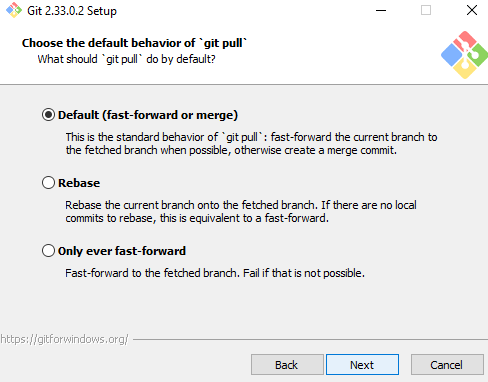 Git 2.33.0.2 Setup
Choose the default behavior of `git pull`
What should `git pull` do by default?
Default (fast-forward or merge)
This is the standard behavior of `git pull`: fast-forward the current branch to
the fetched branch when possible, otherwise create a merge commit.
Rebase
Rebase the current branch onto the fetched branch. If there are no local
commits to rebase, this is equivalent to a fast-forward.
Only ever fast-forward
Fast-forward to the fetched branch. Fail if that is not possible.
https://gitforwindows.org/
Back Next Cancel